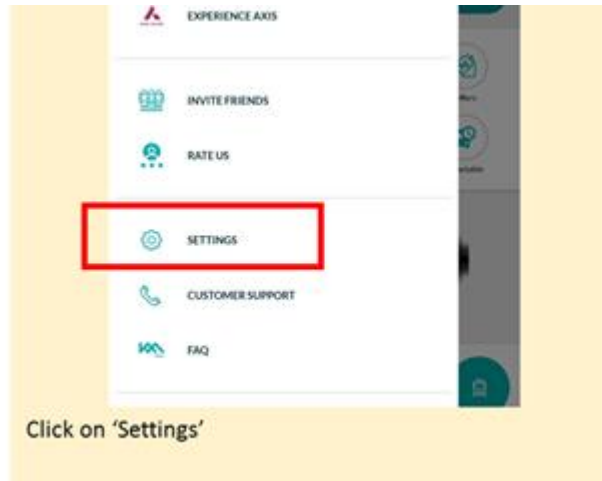 EXPERIENCE AXIS
INVITE FRIENDS
RATE US
SETTINGS
CUSTOMER SUPPORT
FAQ
Click on ‘Settings’